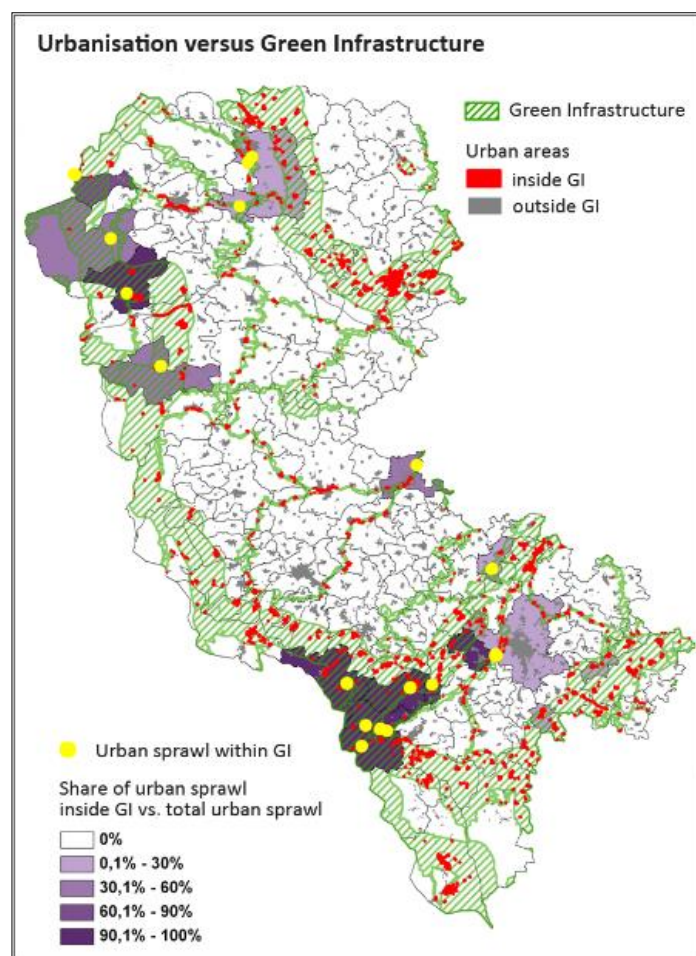 Urbanisation versus Green Infrastructure
Green Infrastructure
Urban areas
inside GI
outside GI
Urban sprawl within GI
Share of urban sprawl
inside GI vs. total urban sprawl
0%
0,1% - 30%
30,1% - 60%
60,1% - 90%
90,1% - 100%